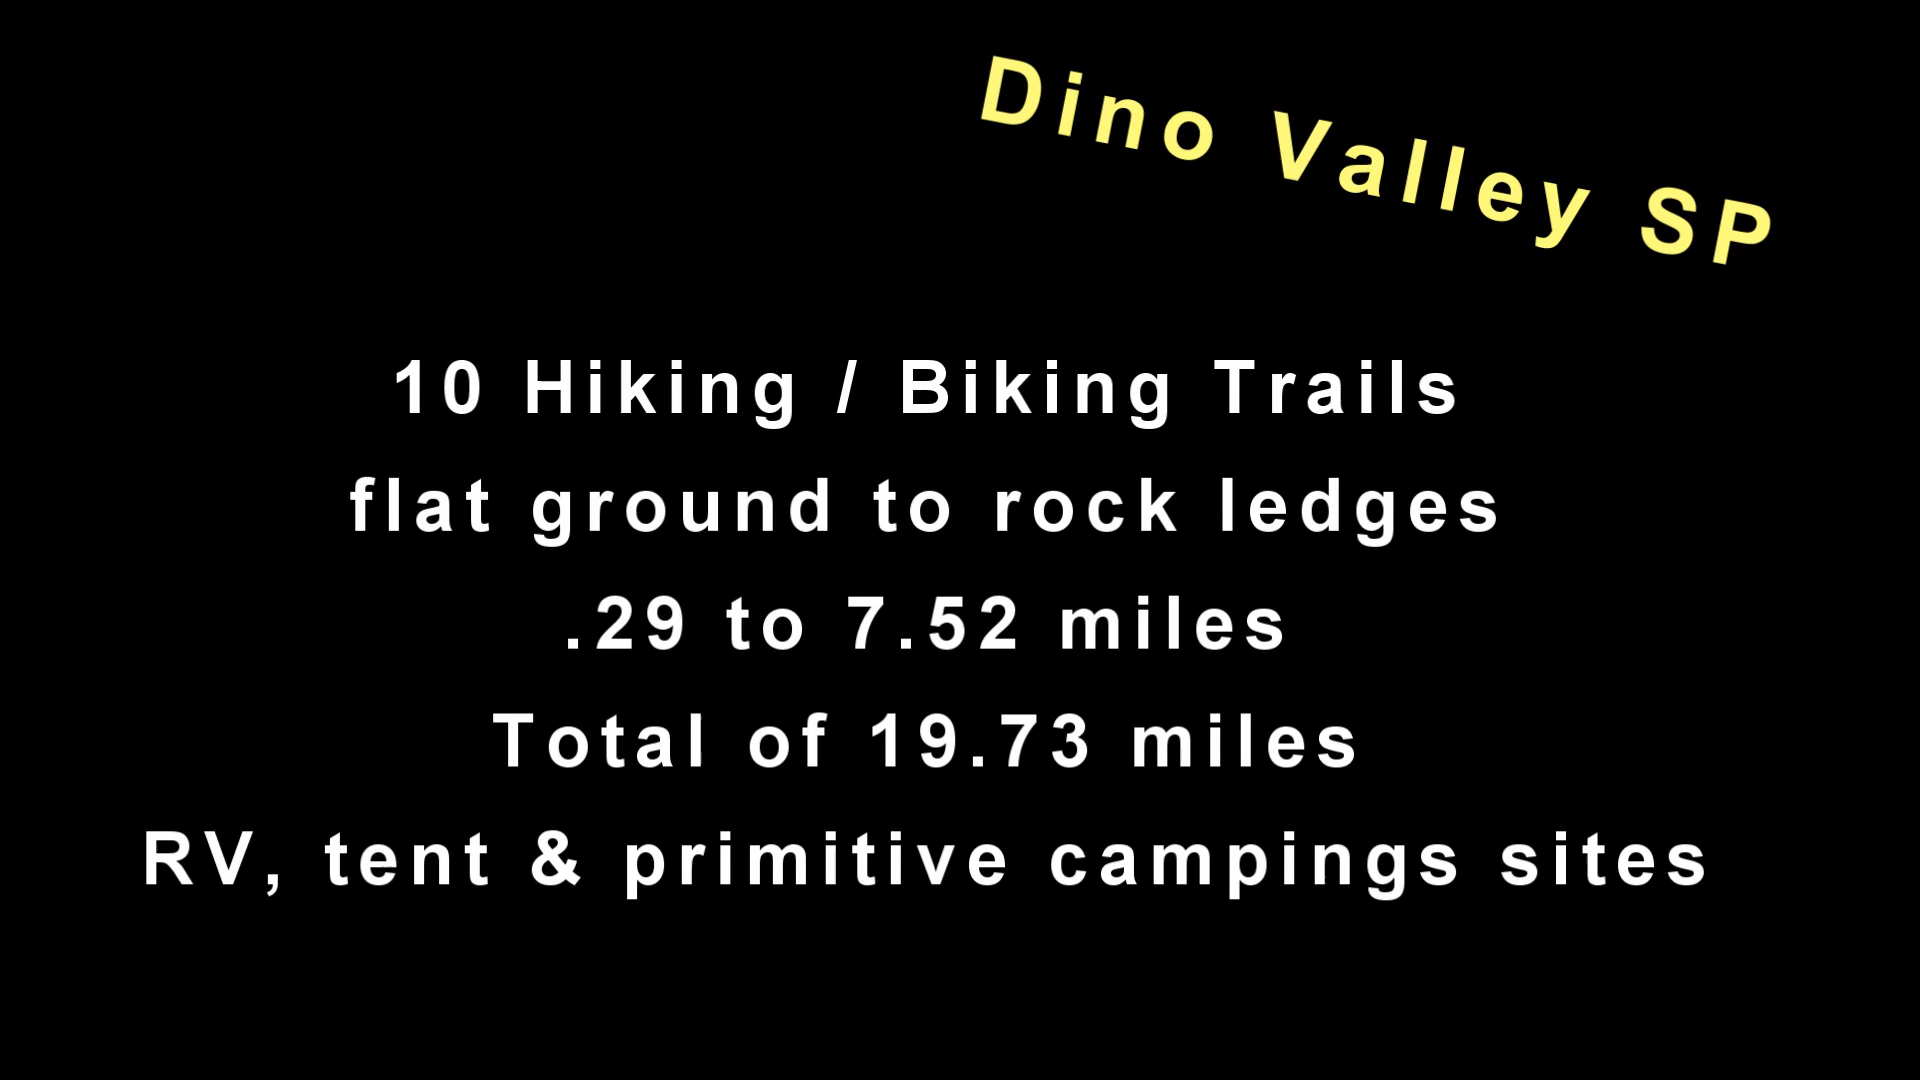 Dino Valley SP
10 Hiking / Biking Trails
flat ground to rock ledges
.29 to 7.52 miles
Total of 19.73 miles
RV, tent & primitive campings sites